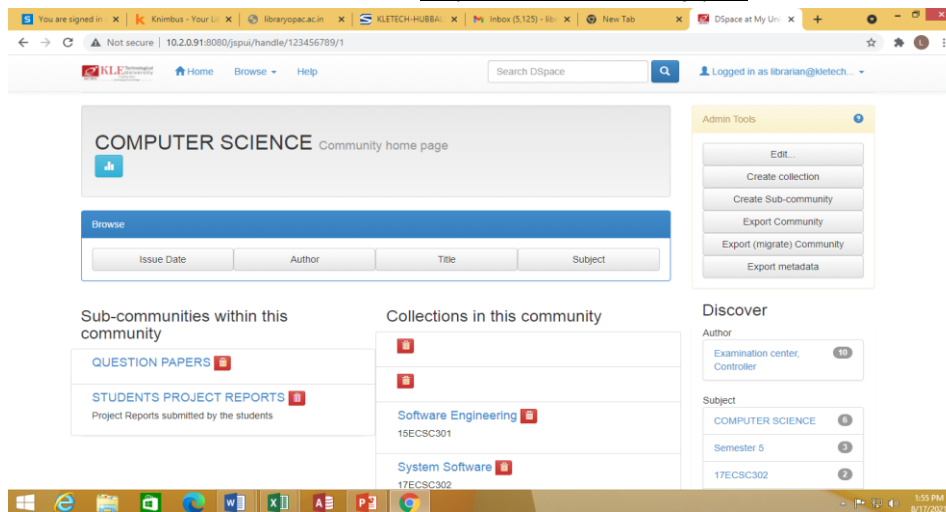 You are signed in
Knimbus - Your Li
libraryopac.ac.in
KLETECH-HUBBAL
Inbox (5,125) - lib
New Tab
DSpace at My Uni
Not secure | 10.2.0.91:8080/jspui/handle/123456789/1
KLE Technological University
Home Browse Help
Search DSpace
Logged in as librarian@kletech...
COMPUTER SCIENCE Community home page
Admin Tools
Edit...
Create collection
Create Sub-community
Export Community
Export (migrate) Community
Export metadata
Browse
Issue Date Author Title Subject
Sub-communities within this
community
QUESTION PAPERS
STUDENTS PROJECT REPORTS
Project Reports submitted by the students
Collections in this community
Software Engineering
15ECSC301
System Software
17ECSC302
Discover
Author
Examination center, 10
Controller
Subject
COMPUTER SCIENCE 6
Semester 5 3
17ECSC302 2
1:55 PM